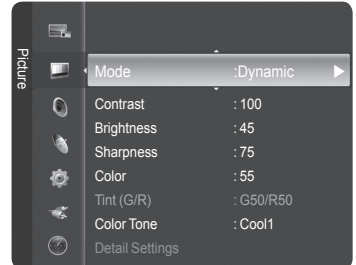 Picture
Mode :Dynamic
Contrast : 100
Brightness : 45
Sharpness : 75
Color : 55
Tint (G/R) : G50/R50
Color Tone : Cool1
Detail Settings